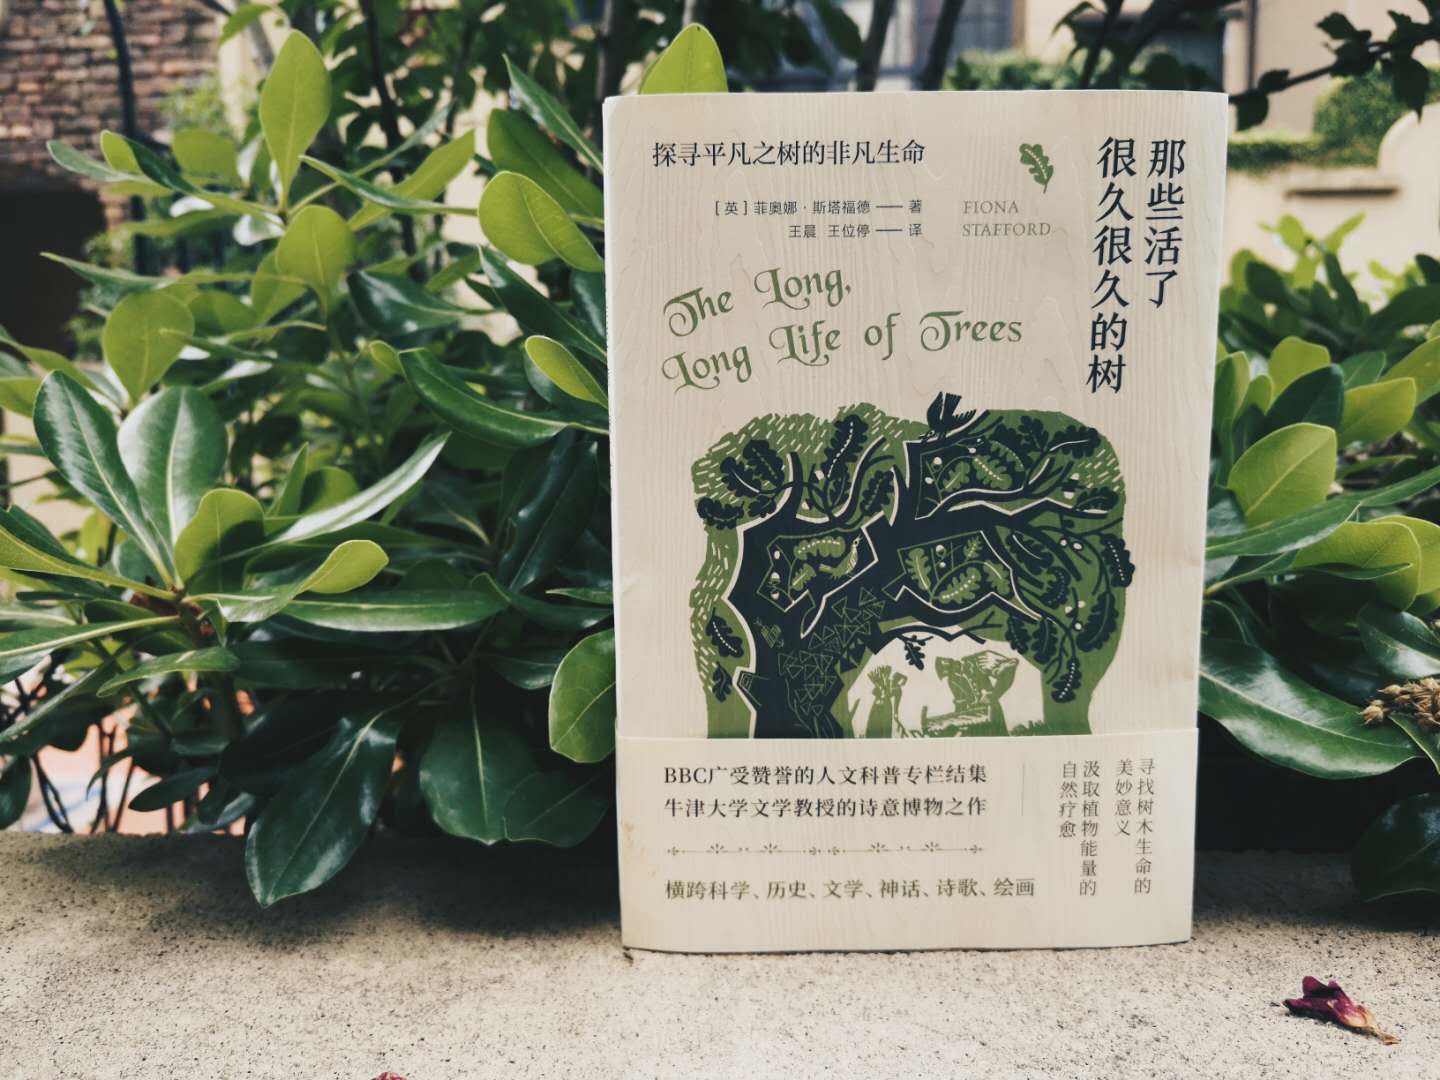 探寻平凡之树的非凡生命
[英]菲奥娜·斯塔福德 —— 著
王晨 王位停 —— 译
FIONA
STAFFORD
那些活了
很久很久的树
The Long,
Long Life of Trees
BBC广受赞誉的人文科普专栏结集
牛津大学文学教授的诗意博物之作
横跨科学、历史、文学、神话、诗歌、绘画
寻找树木生命的
美妙意义
汲取植物能量的
自然疗愈